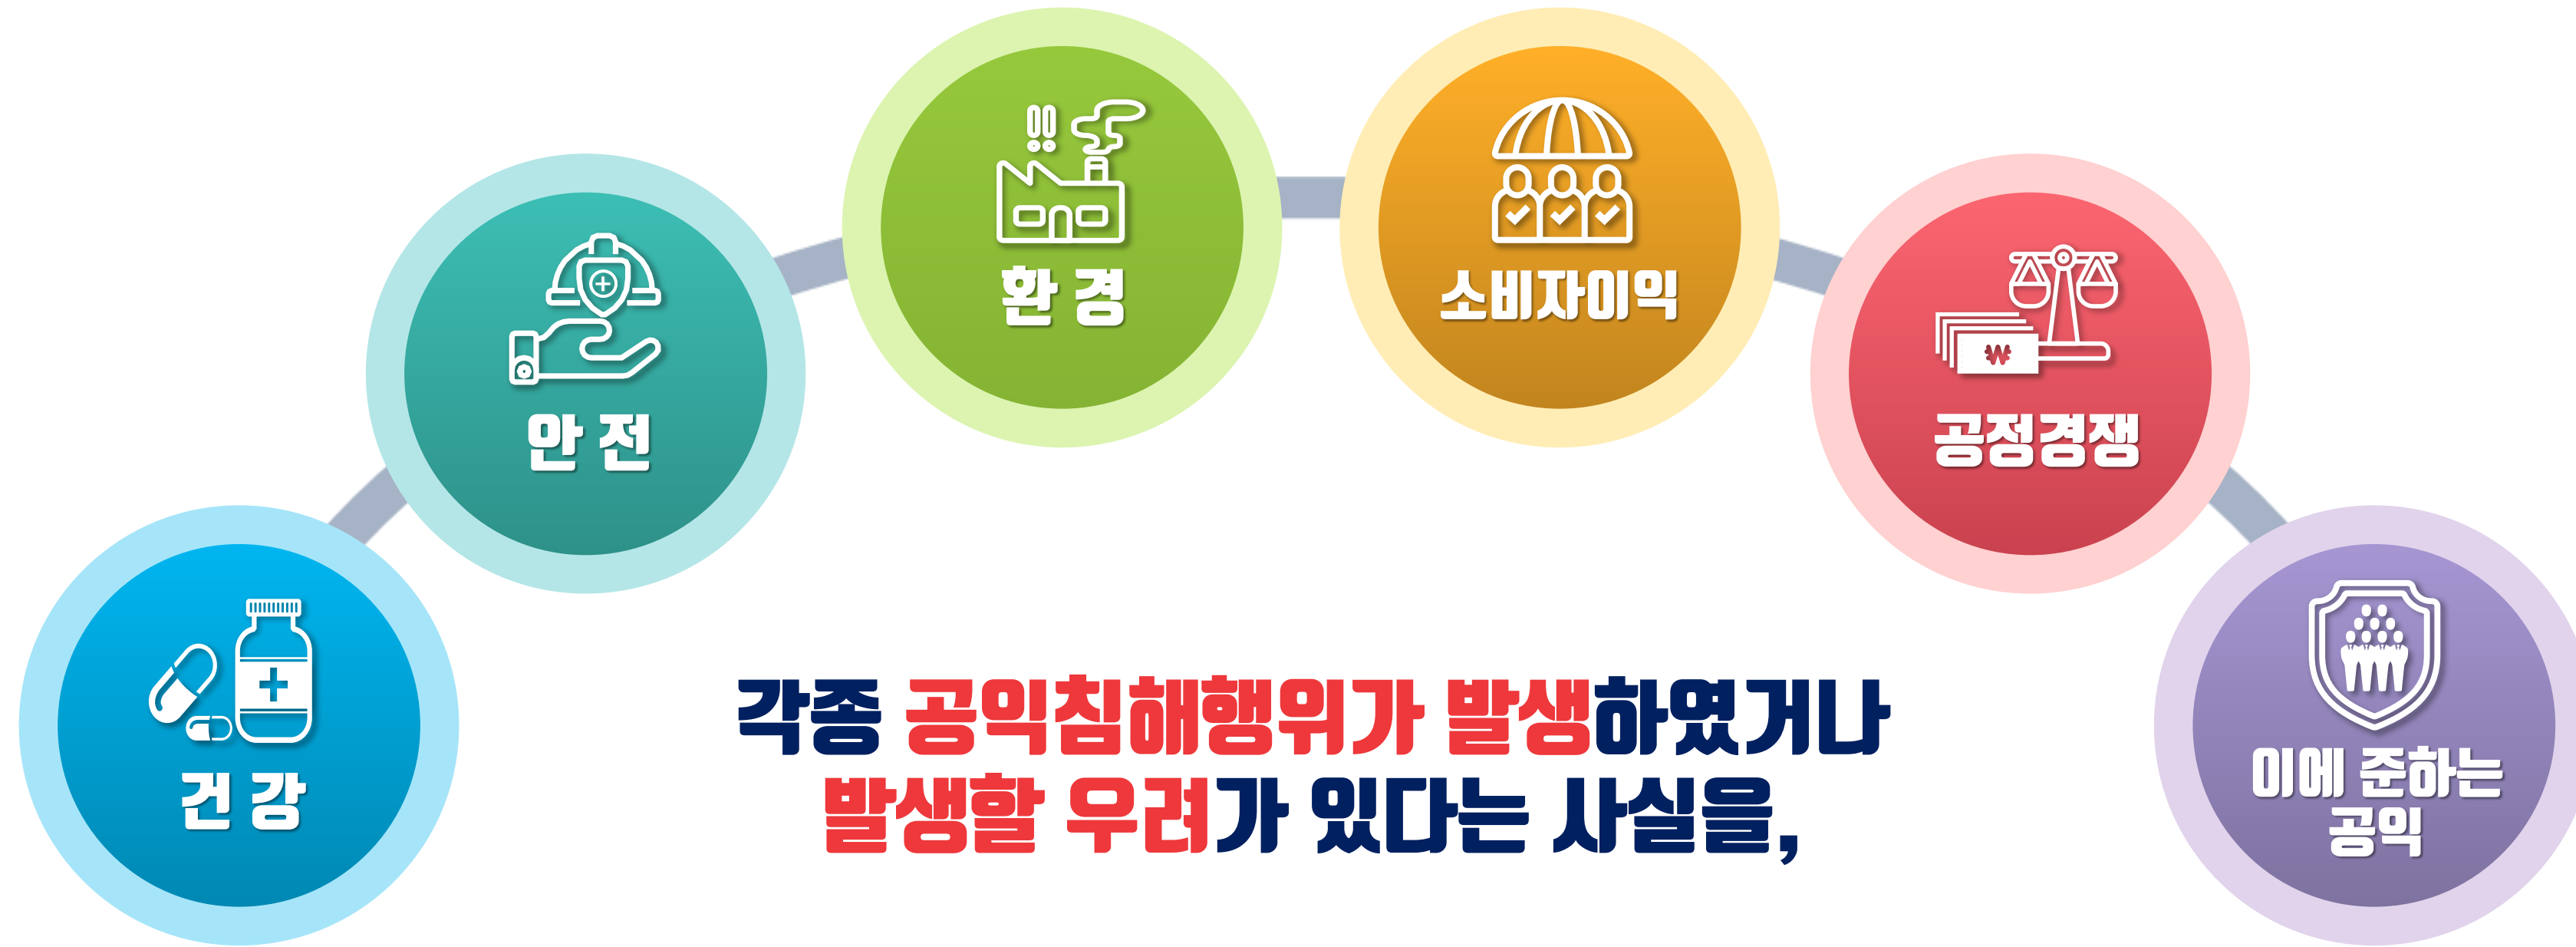 건 강
안 전
환 경
소비자이익
공정경쟁
이에 준하는
공익
각종 공익침해행위가 발생하였거나
발생할 우려가 있다는 사실을,